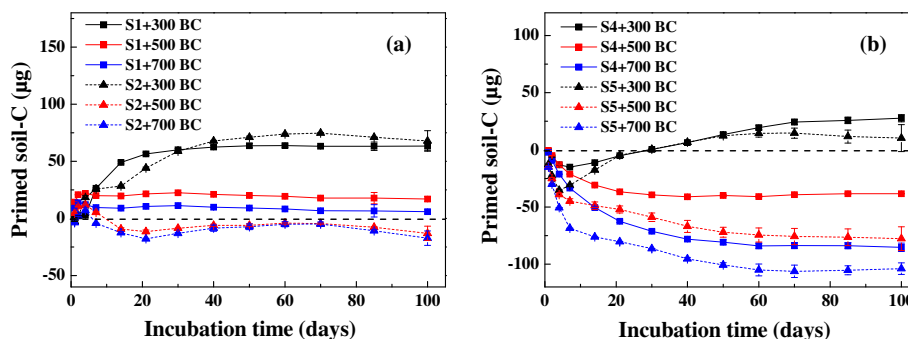 S1+300 BC
S1+500 BC
S1+700 BC
S2+300 BC
S2+500 BC
S2+700 BC
(a)
150
100
50
0
-50
Primed soil-C (µg)
0
20
40
60
80
100
Incubation time (days)
S4+300 BC
S4+500 BC
S4+700 BC
S5+300 BC
S5+500 BC
S5+700 BC
(b)
100
50
0
-50
-100
Primed soil-C (µg)
0
20
40
60
80
100
Incubation time (days)